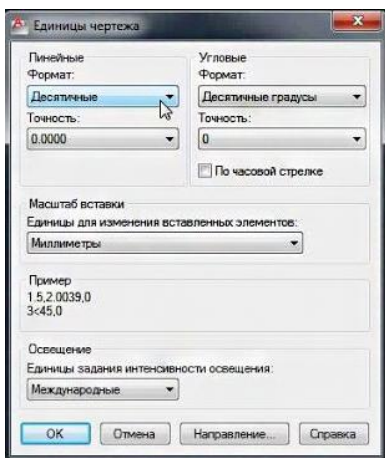 Единицы чертежа
Линейные
Формат:
Десятичные
Точность:
0.0000
Угловые
Формат:
Десятичные градусы
Точность:
0
По часовой стрелке
Масштаб вставки
Единицы для изменения вставленных элементов:
Миллиметры
Пример
1.5,2.0039,0
3<45,0
Освещение
Единицы задания интенсивности освещения:
Международные
OK Отмена Направление... Справка